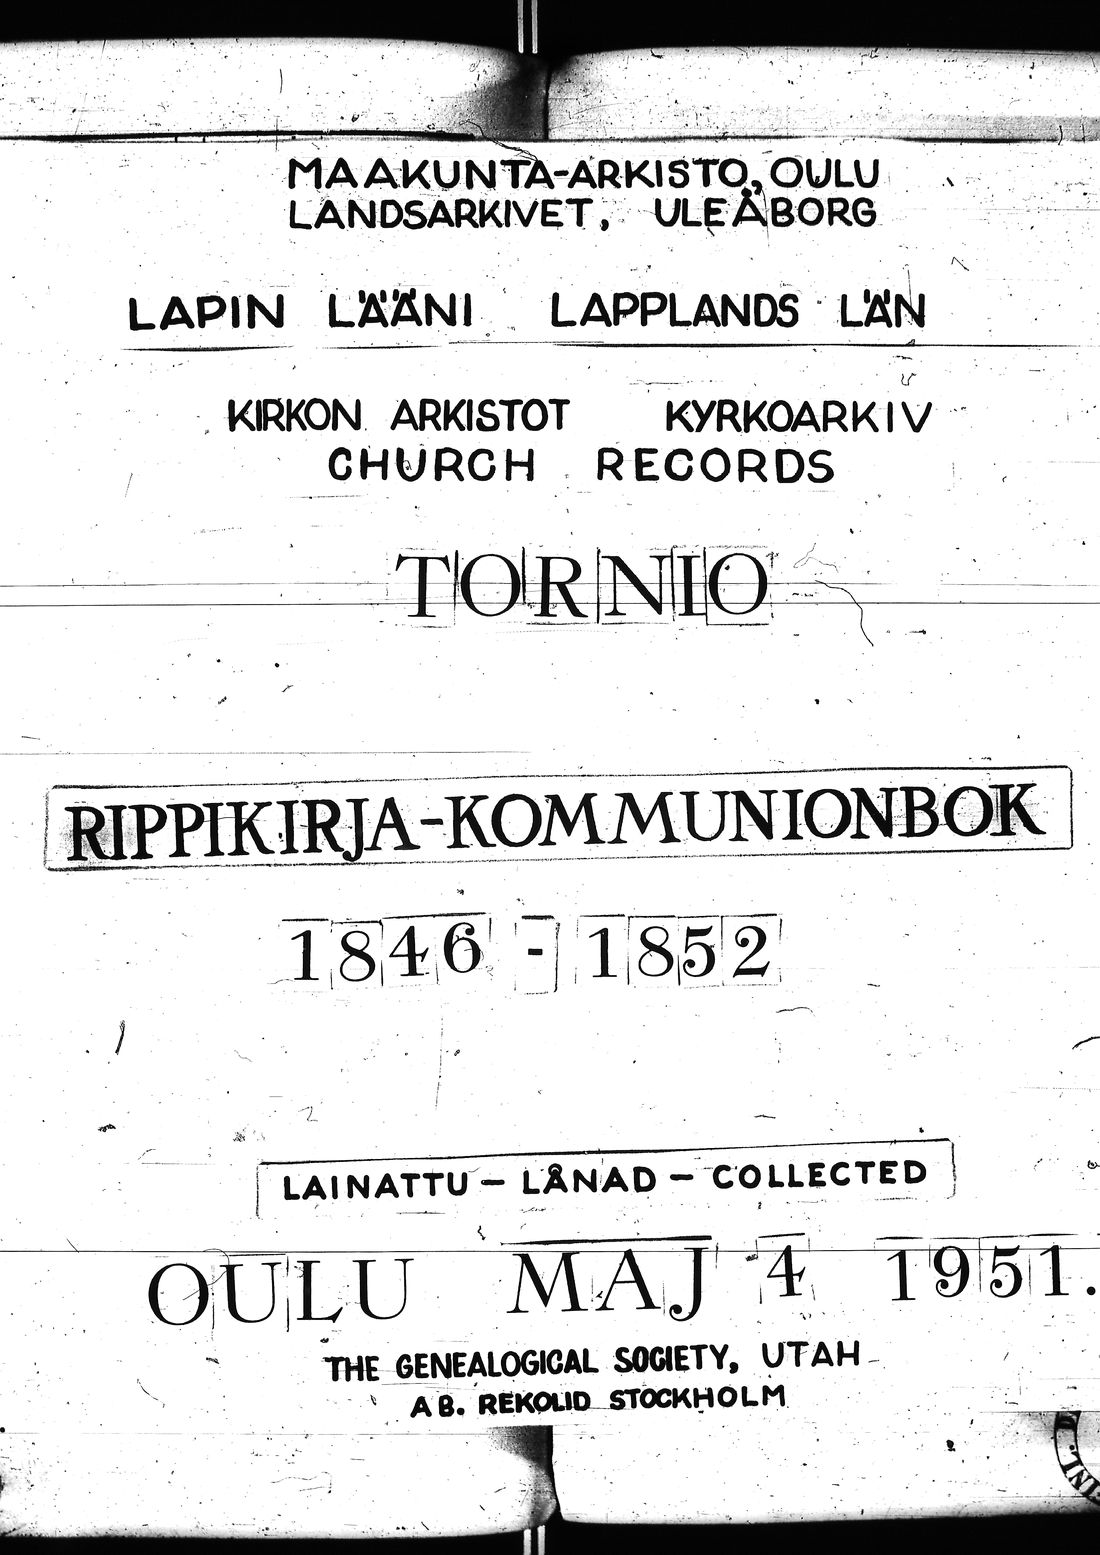 MAAKUNTA-ARKISTO, OULU
LANDSARKIVET, ULEÅBORG
LAPIN LÄÄNI LAPPLANDS LÄN
KIRKON ARKISTOT KYRKOARKIV
CHURCH RECORDS
TORNIO
RIPPIKIRJA-KOMMUNIONBOK
1846 - 1852
LAINATTU - LÅNAD - COLLECTED
OULU MAJ 4 1951.
THE GENEALOGICAL SOCIETY, UTAH
AB. REKOLID STOCKHOLM